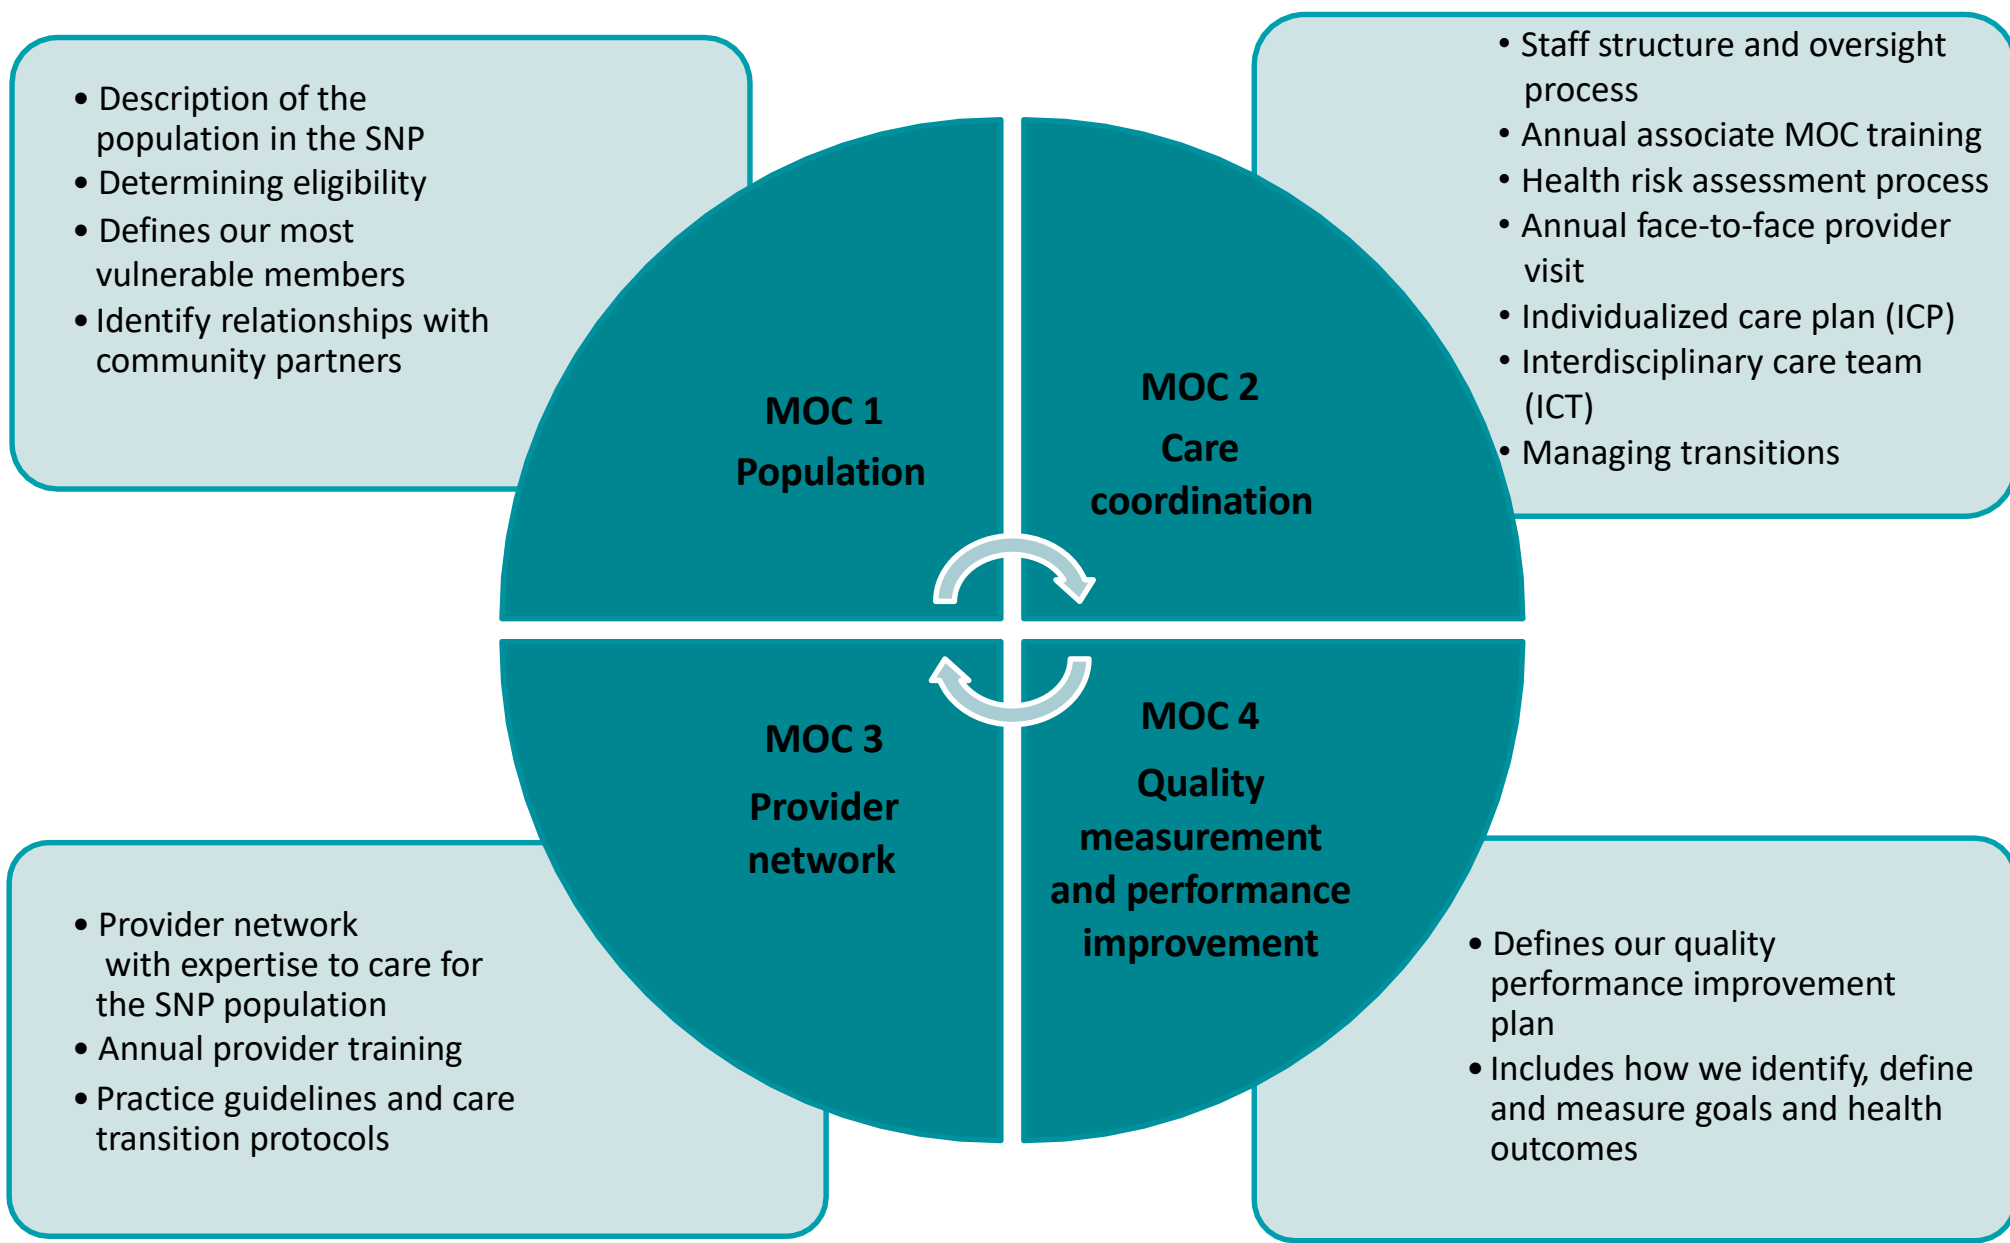 • Description of the
population in the SNP
• Determining eligibility
• Defines our most
vulnerable members
• Identify relationships with
community partners
• Staff structure and oversight
process
• Annual associate MOC training
• Health risk assessment process
• Annual face-to-face provider
visit
• Individualized care plan (ICP)
• Interdisciplinary care team
(ICT)
• Managing transitions
MOC 1
Population
MOC 2
Care
coordination
MOC 3
Provider
network
MOC 4
Quality
measurement
and performance
improvement
• Provider network
with expertise to care for
the SNP population
• Annual provider training
• Practice guidelines and care
transition protocols
• Defines our quality
performance improvement
plan
• Includes how we identify, define
and measure goals and health
outcomes